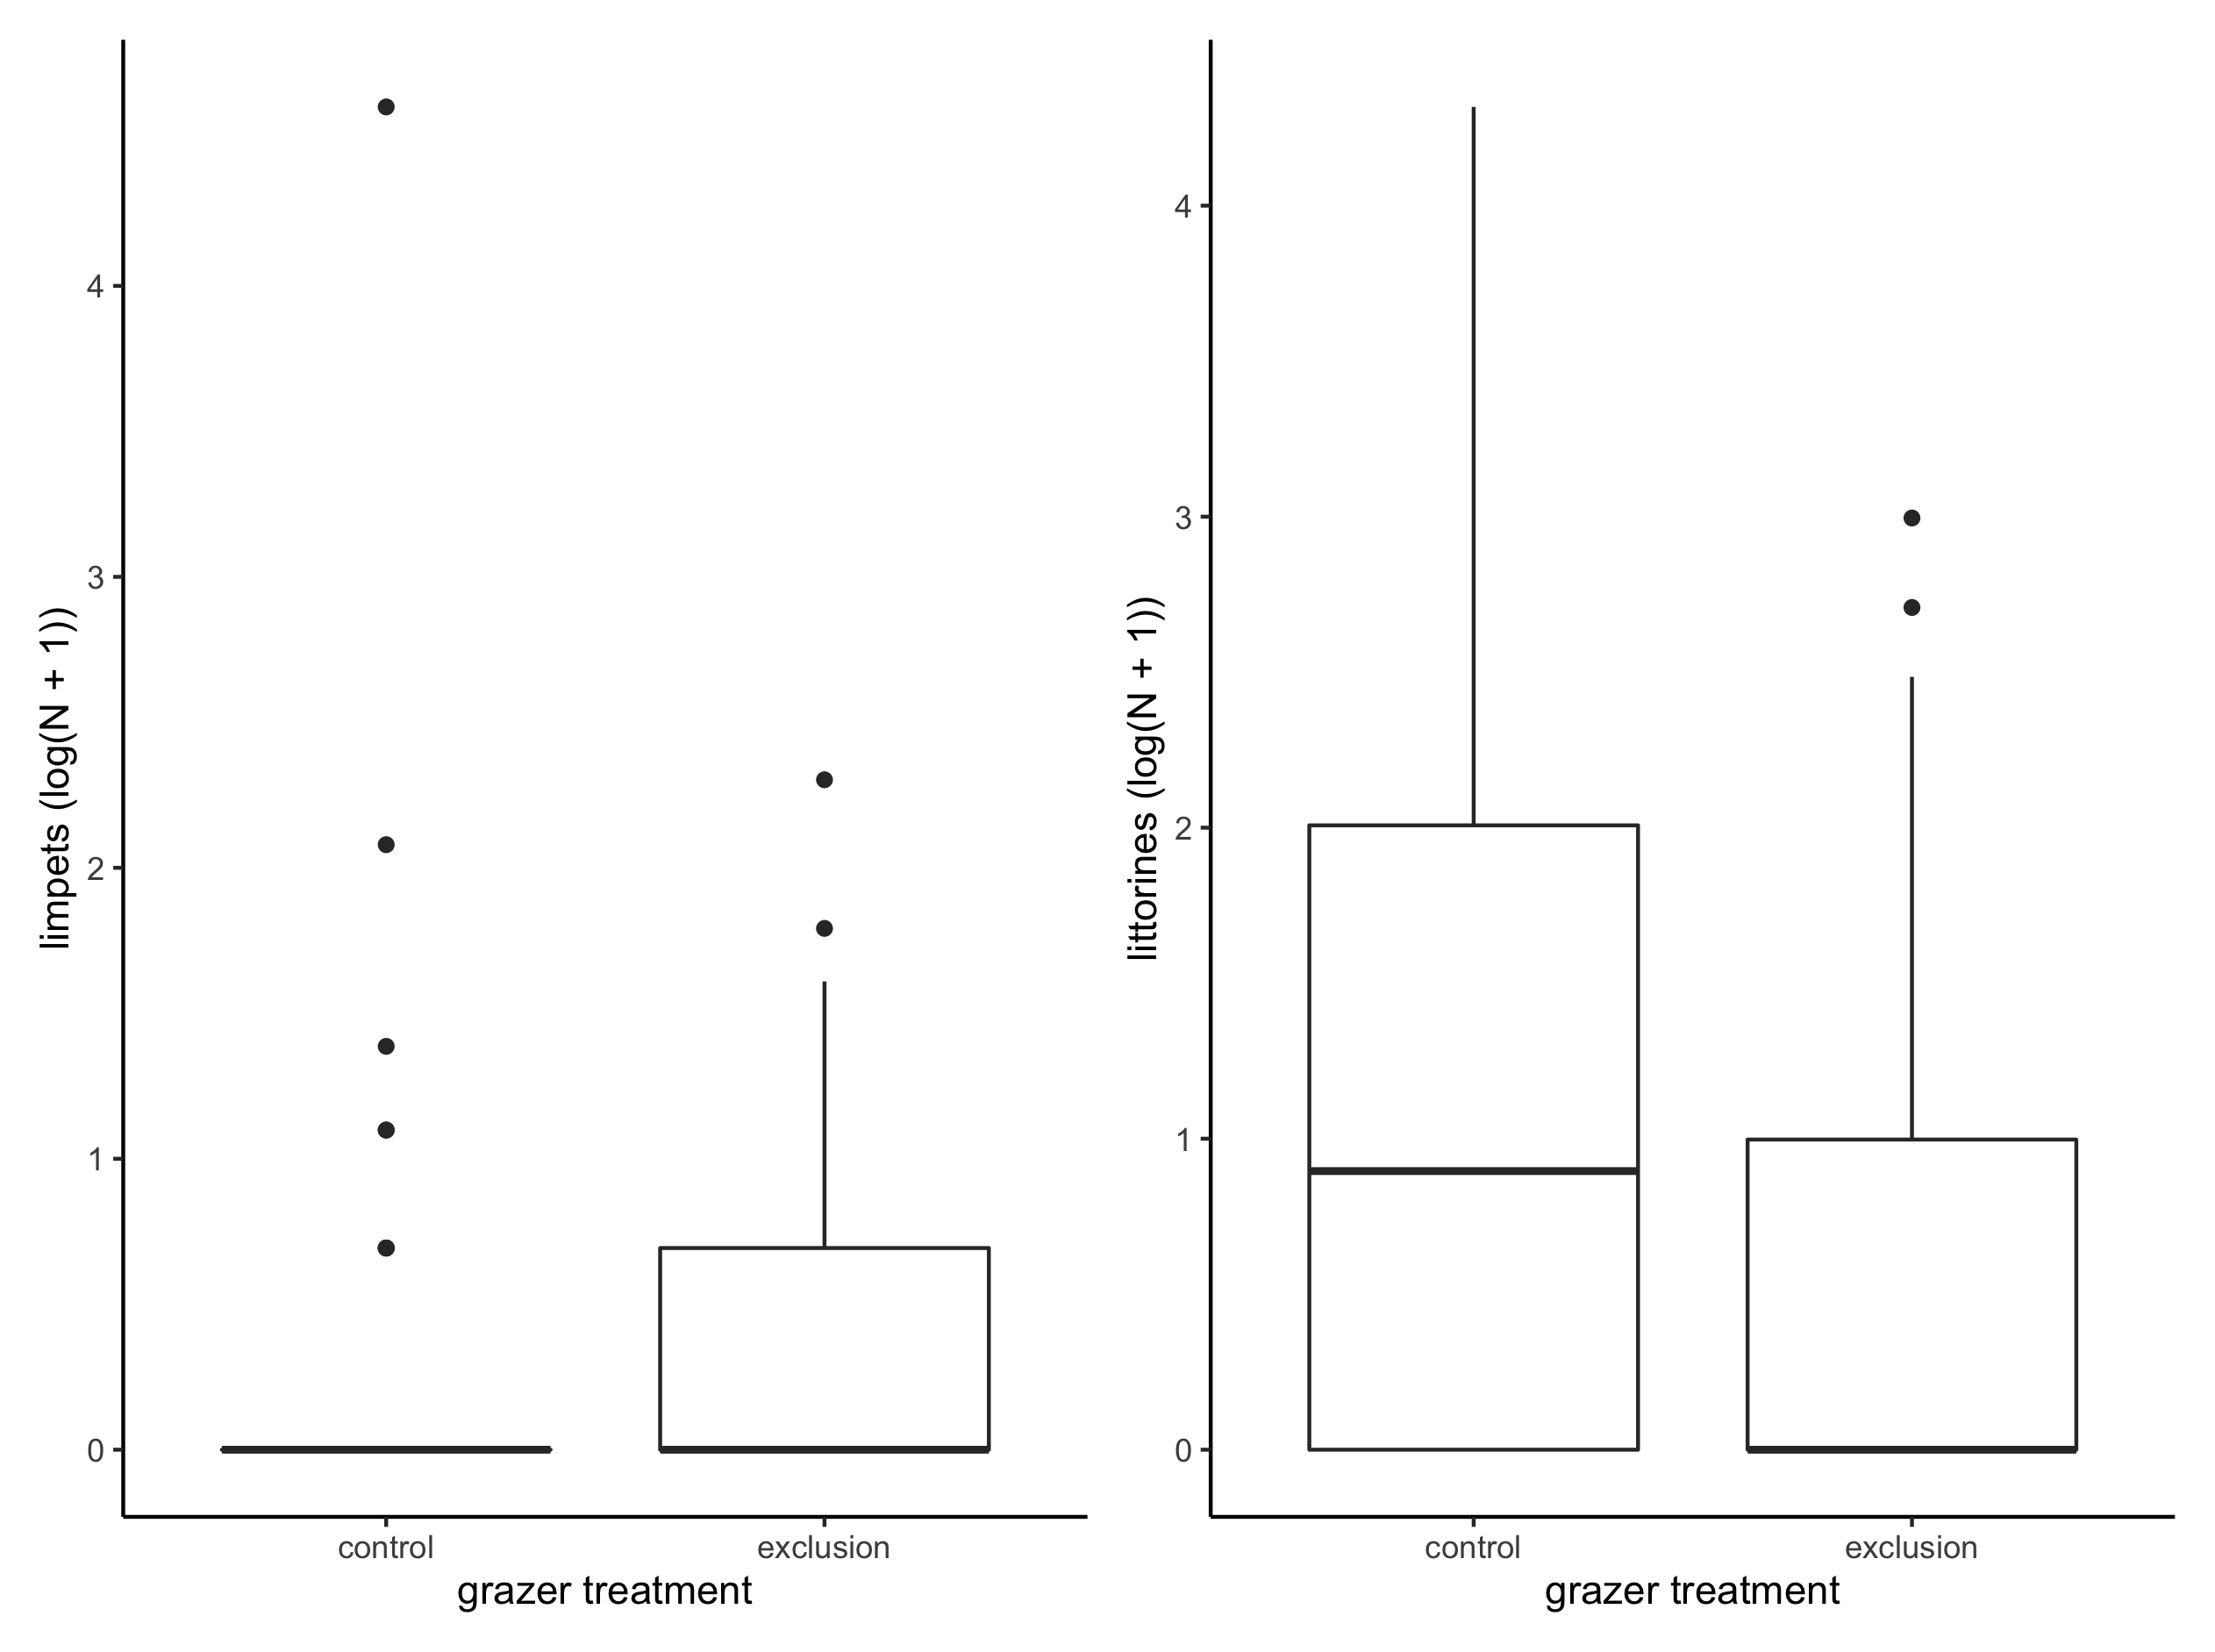 limpets (log(N + 1))
4
3
2
1
0
control exclusion
grazer treatment
littorines (log(N + 1))
4
3
2
1
0
control exclusion
grazer treatment